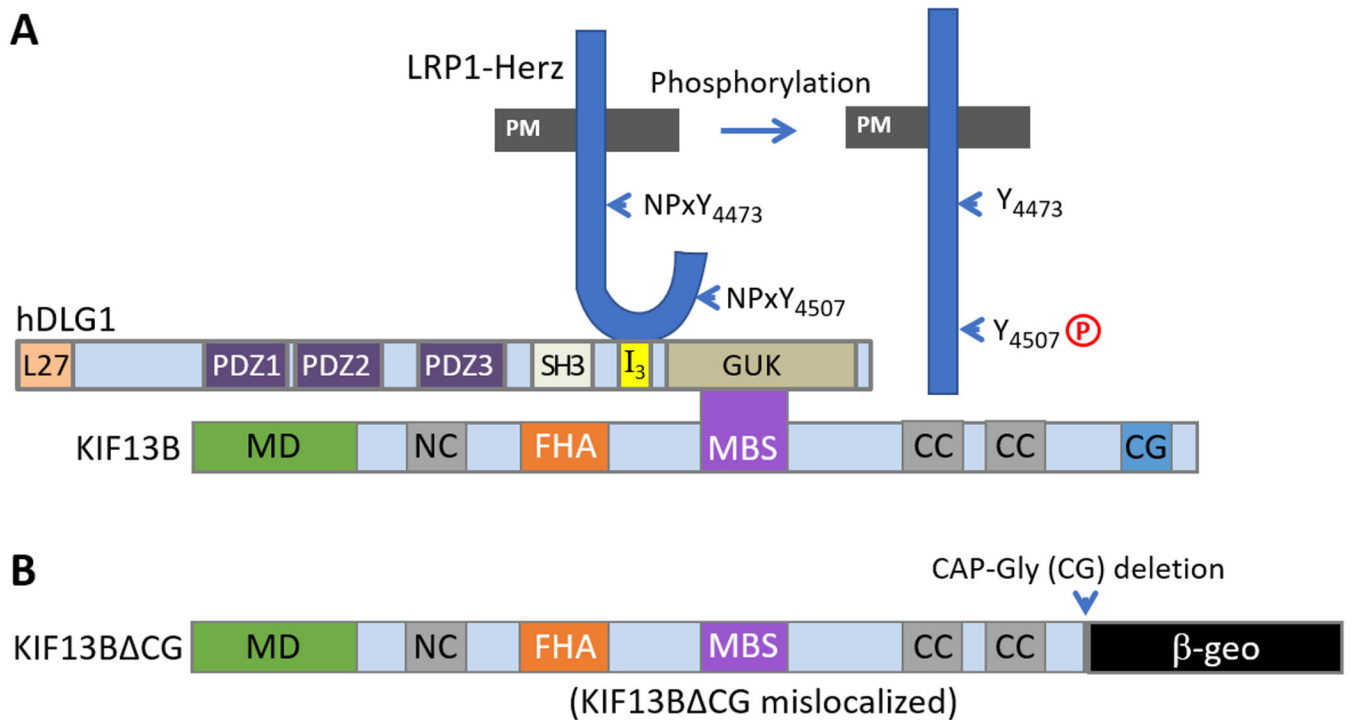 A
LRP1-Herz
Phosphorylation
PM
PM
NPxY4473
Y4473
NPxY4507
Y4507 P
hDLG1
L27 PDZ1 PDZ2 PDZ3 SH3 I3 GUK
KIF13B MD NC FHA MBS CC CC CG
B
CAP-Gly (CG) deletion
KIF13BΔCG MD NC FHA MBS CC CC β-geo
(KIF13BΔCG mislocalized)